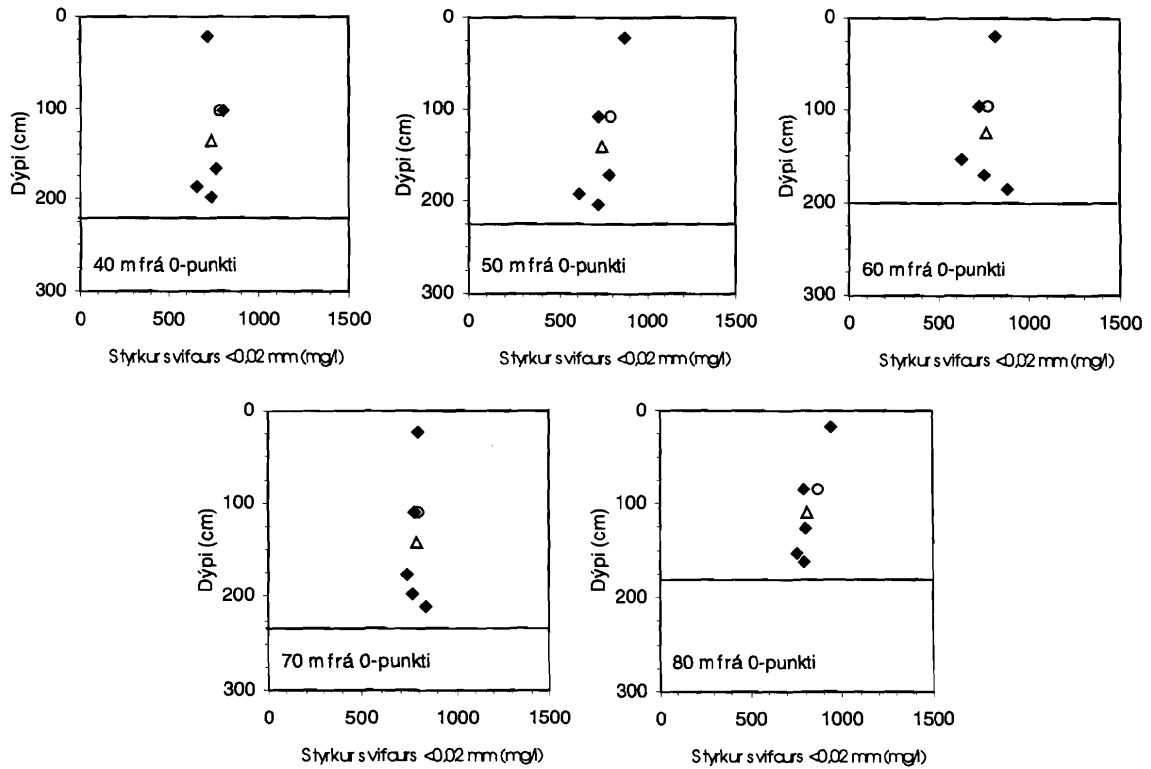 0
100
200
300
Dýpi (cm)
40 m frá 0-punkti
0 500 1000 1500
Styrkur svifaurs <0,02 mm (mg/l)
0
100
200
300
Dýpi (cm)
50 m frá 0-punkti
0 500 1000 1500
Styrkur svifaurs <0,02 mm (mg/l)
0
100
200
300
Dýpi (cm)
60 m frá 0-punkti
0 500 1000 1500
Styrkur svifaurs <0,02 mm (mg/l)
0
100
200
300
Dýpi (cm)
70 m frá 0-punkti
0 500 1000 1500
Styrkur svifaurs <0,02 mm (mg/l)
0
100
200
300
Dýpi (cm)
80 m frá 0-punkti
0 500 1000 1500
Styrkur svifaurs <0,02 mm (mg/l)